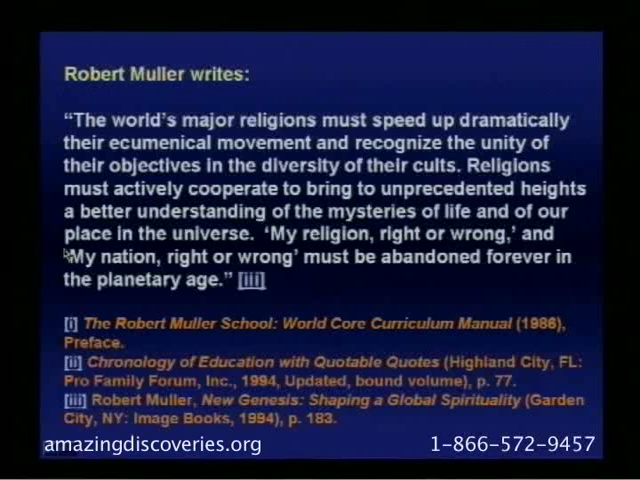 Robert Muller writes:
“The world’s major religions must speed up dramatically
their ecumenical movement and recognize the unity of
their objectives in the diversity of their cults. Religions
must actively cooperate to bring to unprecedented heights
a better understanding of the mysteries of life and of our
place in the universe. ‘My religion, right or wrong,’ and
‘My nation, right or wrong’ must be abandoned forever in
the planetary age.” [iii]
[i] The Robert Muller School: World Core Curriculum Manual (1986),
Preface.
[ii] Chronology of Education with Quotable Quotes (Highland City, FL:
Pro Family Forum, Inc., 1994, Updated, bound volume), p. 77.
[iii] Robert Muller, New Genesis: Shaping a Global Spirituality (Garden
City, NY: Image Books, 1994), p. 183.
amazingdiscoveries.org 1-866-572-9457